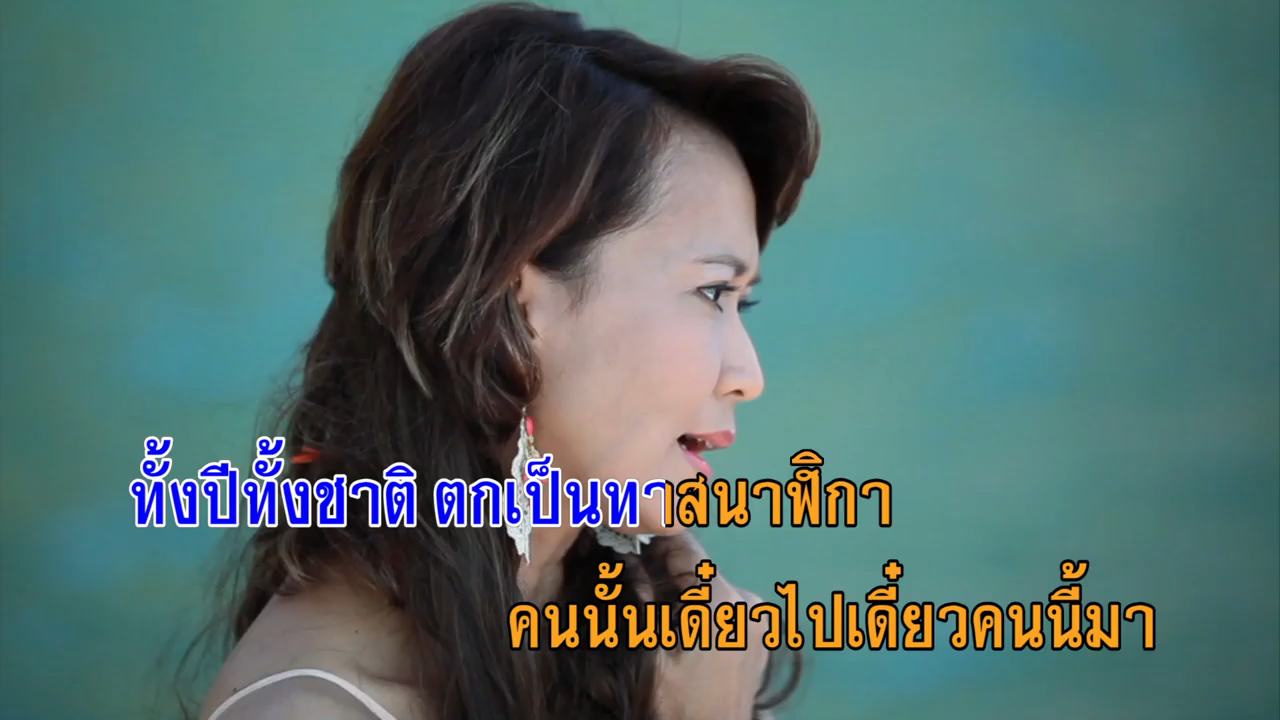 ทั้งปีทั้งชาติ ตกเป็นทาสนาฬิกา
คนนั้นเดี๋ยวไปเดี๋ยวคนนี้มา